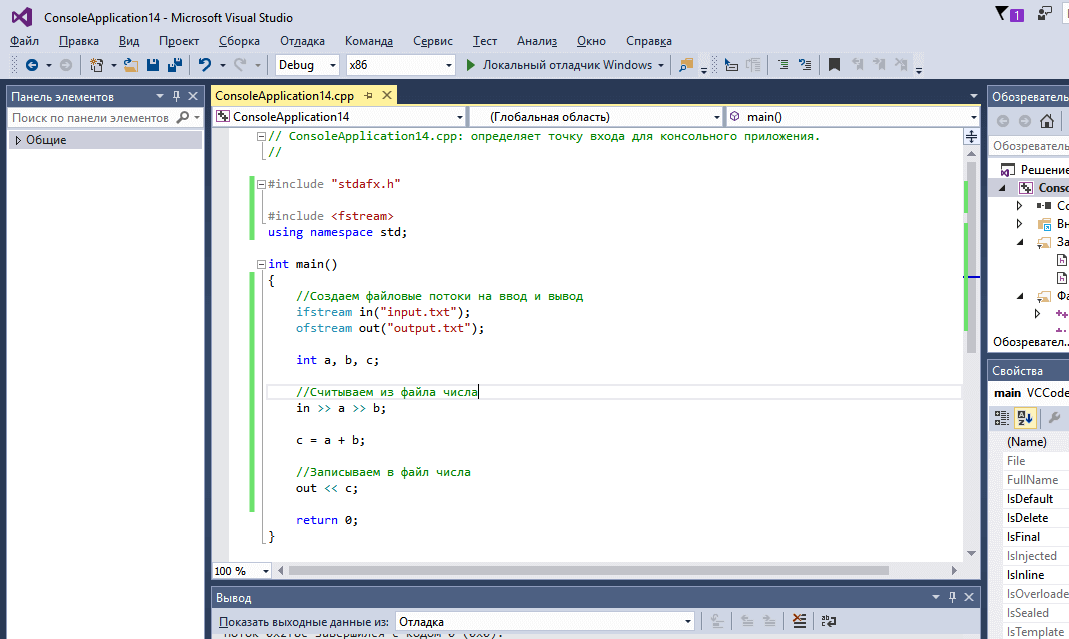 ConsoleApplication14 - Microsoft Visual Studio
1
Файл Правка Вид Проект Сборка Отладка Команда Сервис Тест Анализ Окно Справка
Debug x86 Локальный отладчик Windows
Панель элементов
Поиск по панели элементов
Общие
ConsoleApplication14.cpp
ConsoleApplication14 (Глобальная область) main()
// ConsoleApplication14.cpp: определяет точку входа для консольного приложения.
//
#include "stdafx.h"
#include <fstream>
using namespace std;
int main()
{
//Создаем файловые потоки на ввод и вывод
ifstream in("input.txt");
ofstream out("output.txt");
int a, b, c;
//Считываем из файла числа
in >> a >> b;
c = a + b;
//Записываем в файл числа
out << c;
return 0;
}
100 %
Вывод
Показать выходные данные из: Отладка
Обозреватель
Обозреватель
Решение
Conso
Сс
Вн
За
Фа
Обозревател...
Свойства
main VCCode
(Name)
File
FullName
IsDefault
IsDelete
IsFinal
IsInjected
IsInline
IsOverloade
IsSealed
IsTemplate